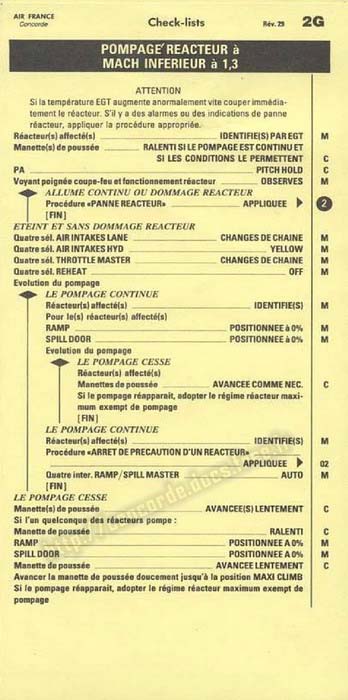 AIR FRANCE
Concorde
Check-lists
Rév. 29
2G
POMPAGE REACTEUR à
MACH INFERIEUR à 1,3
ATTENTION
Si la température EGT augmente anormalement vite couper immédia-
tement le réacteur. S'il y a des alarmes ou des indications de panne
réacteur, appliquer la procédure appropriée.
Réacteur(s) affecté(s) IDENTIFIE(S) PAR EGT M
Manette(s) de poussée RALENTI SI LE POMPAGE EST CONTINU ET
SI LES CONDITIONS LE PERMETTENT C
PA PITCH HOLD C
Voyant poignée coupe-feu et fonctionnement réacteur OBSERVES M
ALLUME CONTINU OU DOMMAGE REACTEUR
Procédure «PANNE REACTEUR» APPLIQUEE 2
[FIN]
ETEINT ET SANS DOMMAGE REACTEUR
Quatre sél. AIR INTAKES LANE CHANGES DE CHAINE M
Quatre sél. AIR INTAKES HYD YELLOW M
Quatre sél. THROTTLE MASTER CHANGES DE CHAINE M
Quatre sél. REHEAT OFF M
Evolution du pompage
LE POMPAGE CONTINUE
Réacteur(s) affecté(s) IDENTIFIE(S) M
Pour le(s) réacteur(s) affecté(s)
RAMP POSITIONNEE à 0% M
SPILL DOOR POSITIONNEE à 0% M
Evolution du pompage
LE POMPAGE CESSE
Réacteur(s) affecté(s)
Manettes de poussée AVANCEE COMME NEC. C
Si le pompage réapparait, adopter le régime réacteur maxi-
mum exempt de pompage
[FIN]
LE POMPAGE CONTINUE
Réacteur(s) affecté(s) IDENTIFIE(S) M
Procédure «ARRET DE PRECAUTION D'UN REACTEUR»
APPLIQUEE 02
Quatre inter. RAMP/SPILL MASTER AUTO M
[FIN]
LE POMPAGE CESSE
Manette(s) de poussée AVANCEE(S) LENTEMENT C
Si l'un quelconque des réacteurs pompe :
Manette de poussée RALENTI C
RAMP POSITIONNEE A 0% M
SPILL DOOR POSITIONNEE A 0% M
Manette de poussée AVANCEE LENTEMENT C
Avancer la manette de poussée doucement jusqu'à la position MAXI CLIMB
Si le pompage réapparait, adopter le régime réacteur maximum exempt de
pompage